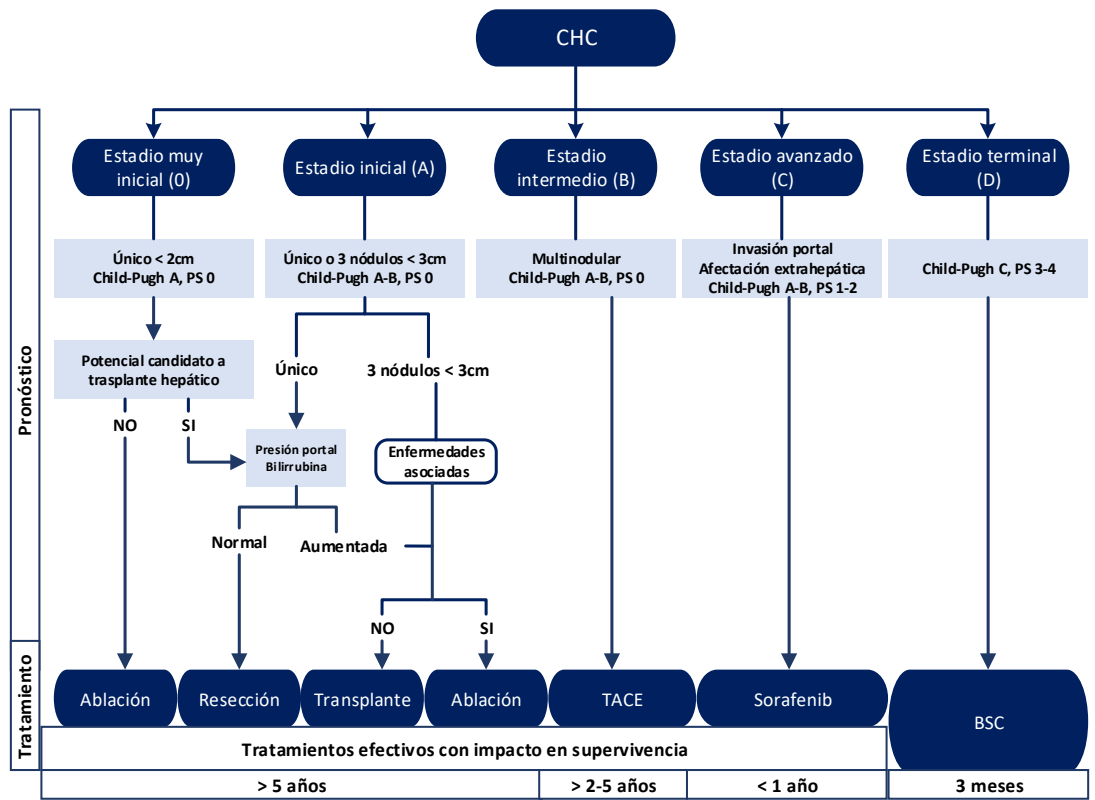 CHC
Pronóstico
Estadio muy
inicial (0)
Estadio inicial (A)
Estadio
intermedio (B)
Estadio avanzado
(C)
Estadio terminal
(D)
Único < 2cm
Child-Pugh A, PS 0
Único o 3 nódulos < 3cm
Child-Pugh A-B, PS 0
Multinodular
Child-Pugh A-B, PS 0
Invasión portal
Afectación extrahepática
Child-Pugh A-B, PS 1-2
Child-Pugh C, PS 3-4
Potencial candidato a
trasplante hepático
Único
3 nódulos < 3cm
NO
SI
Presión portal
Bilirrubina
Enfermedades
asociadas
Normal
Aumentada
NO
SI
Tratamiento
Ablación
Resección
Transplante
Ablación
TACE
Sorafenib
BSC
Tratamientos efectivos con impacto en supervivencia
> 5 años
> 2-5 años
< 1 año
3 meses